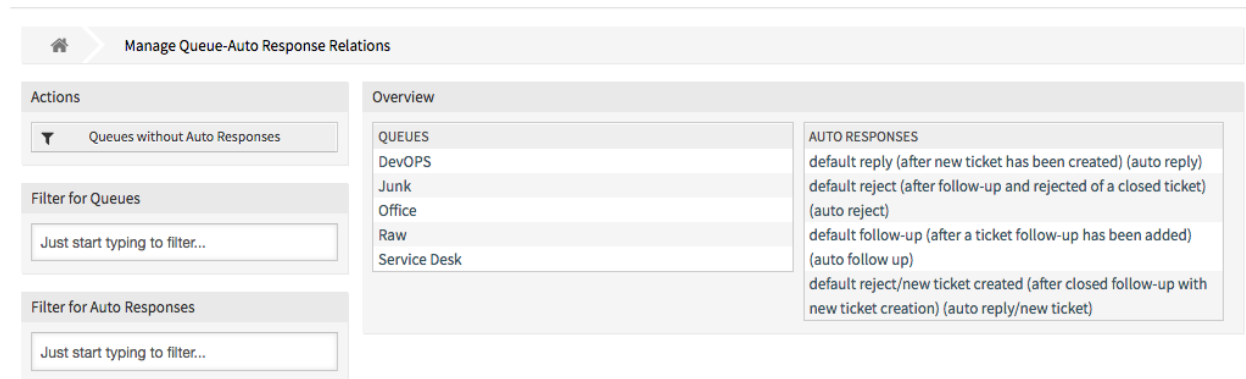 Manage Queue-Auto Response Relations
Actions
Queues without Auto Responses
Filter for Queues
Just start typing to filter...
Filter for Auto Responses
Just start typing to filter...
Overview
QUEUES
DevOPS
Junk
Office
Raw
Service Desk
AUTO RESPONSES
default reply (after new ticket has been created) (auto reply)
default reject (after follow-up and rejected of a closed ticket)
(auto reject)
default follow-up (after a ticket follow-up has been added)
(auto follow up)
default reject/new ticket created (after closed follow-up with
new ticket creation) (auto reply/new ticket)